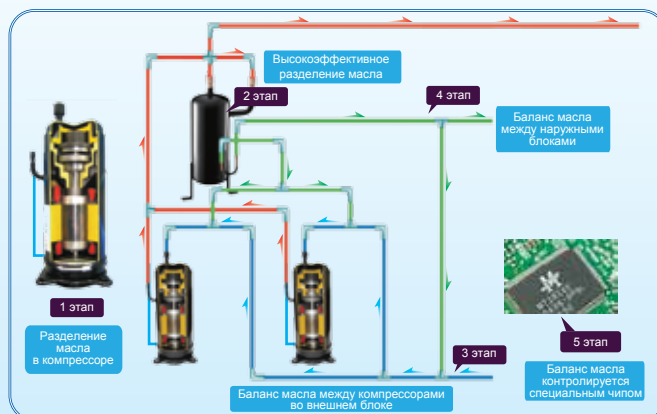 Высокоэффективное
разделение масла
2 этап
4 этап
Баланс масла
между наружными
блоками
1 этап
Разделение
масла
в компрессоре
5 этап
3 этап
Баланс масла
контролируется
специальным чипом
Баланс масла между компрессорами
во внешнем блоке